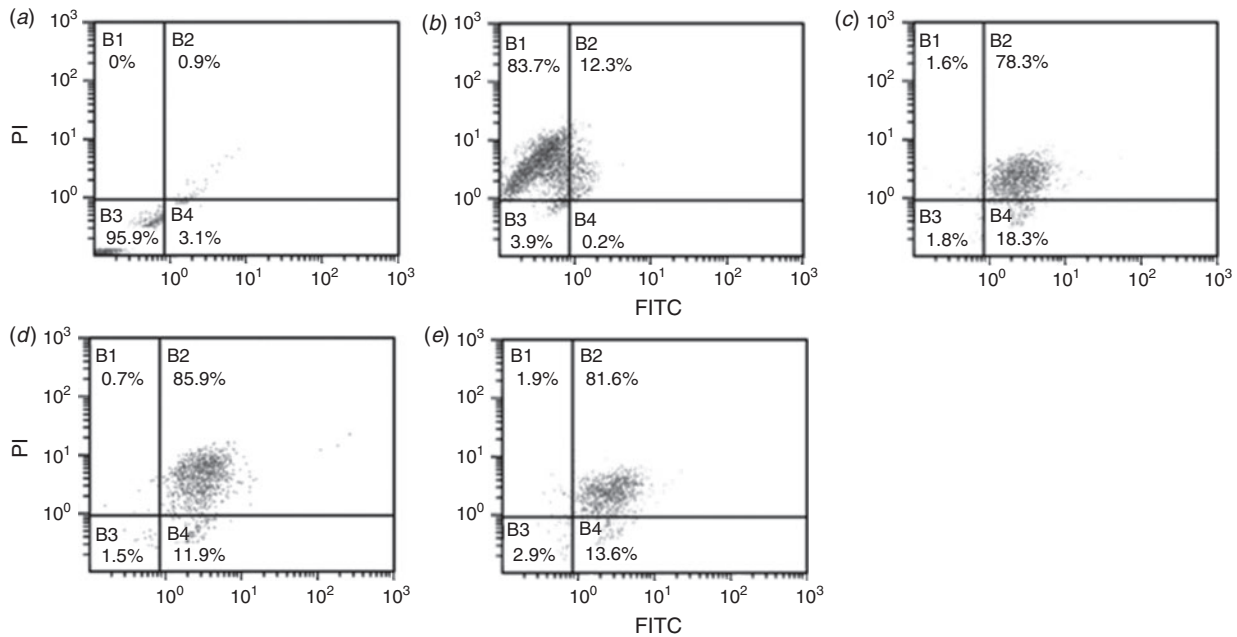 (a)
PI
10³
10²
10¹
10⁰
B1
0%
B2
0.9%
B3
95.9%
B4
3.1%
10⁰ 10¹ 10² 10³
(b)
10³
10²
10¹
10⁰
B1
83.7%
B2
12.3%
B3
3.9%
B4
0.2%
10⁰ 10¹ 10² 10³
FITC
(c)
10³
10²
10¹
10⁰
B1
1.6%
B2
78.3%
B3
1.8%
B4
18.3%
10⁰ 10¹ 10² 10³
(d)
PI
10³
10²
10¹
10⁰
B1
0.7%
B2
85.9%
B3
1.5%
B4
11.9%
10⁰ 10¹ 10² 10³
(e)
10³
10²
10¹
10⁰
B1
1.9%
B2
81.6%
B3
2.9%
B4
13.6%
10⁰ 10¹ 10² 10³
FITC